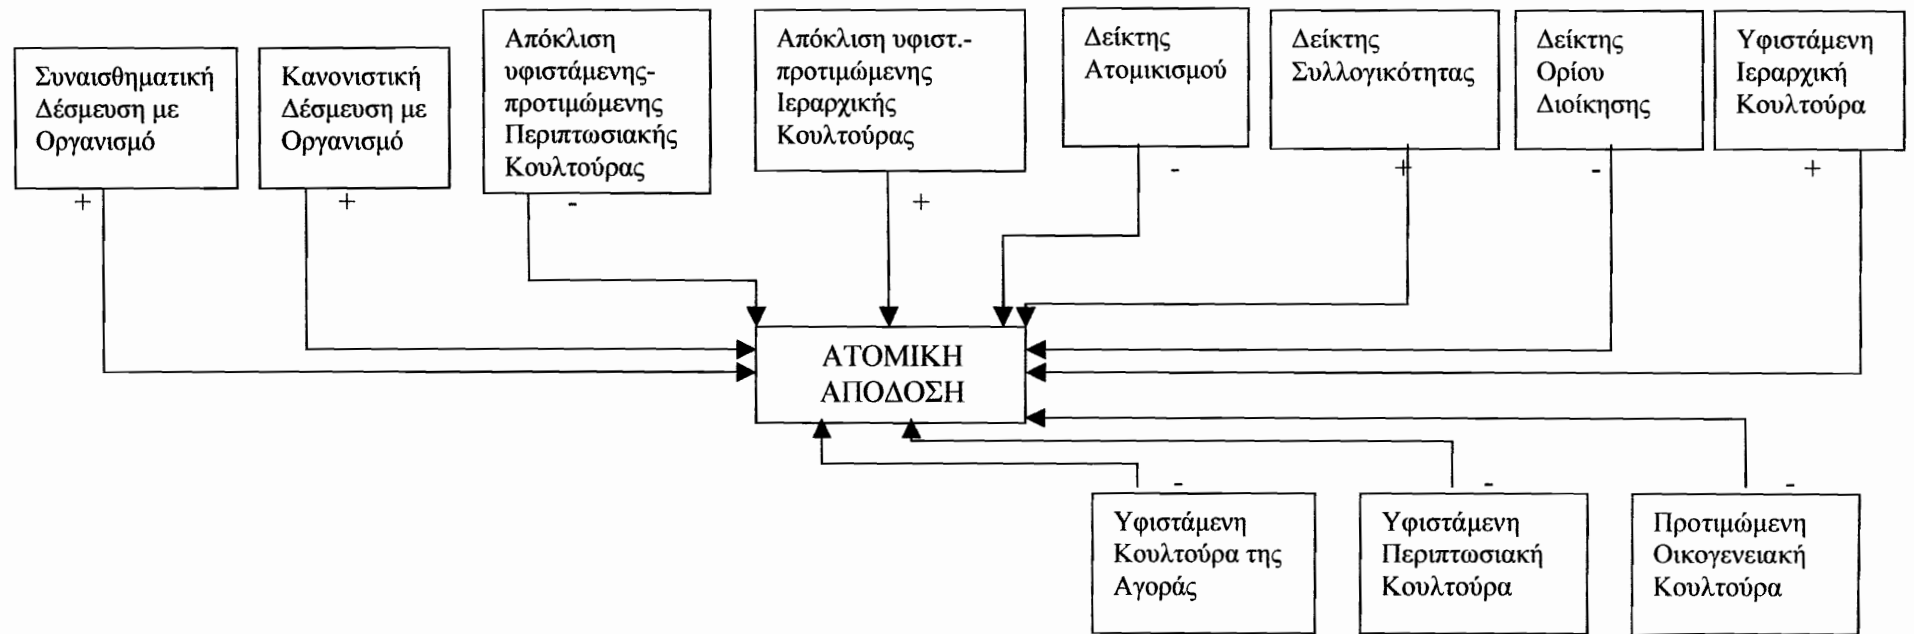 Συναισθηματική
Δέσμευση με
Οργανισμό
+
Κανονιστική
Δέσμευση με
Οργανισμό
+
Απόκλιση
υφιστάμενης-
προτιμώμενης
Περιπτωσιακής
Κουλτούρας
-
Απόκλιση υφιστ.-
προτιμώμενης
Ιεραρχικής
Κουλτούρας
+
Δείκτης
Ατομικισμού
-
Δείκτης
Συλλογικότητας
+
Δείκτης
Ορίου
Διοίκησης
-
Υφιστάμενη
Ιεραρχική
Κουλτούρα
+
ΑΤΟΜΙΚΗ
ΑΠΟΔΟΣΗ
-
Υφιστάμενη
Κουλτούρα της
Αγοράς
-
Υφιστάμενη
Περιπτωσιακή
Κουλτούρα
-
Προτιμώμενη
Οικογενειακή
Κουλτούρα